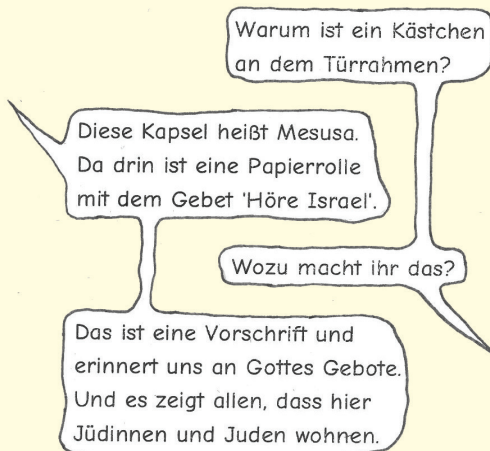 Warum ist ein Kästchen
an dem Türrahmen?
Diese Kapsel heißt Mesusa.
Da drin ist eine Papierrolle
mit dem Gebet 'Höre Israel'.
Wozu macht ihr das?
Das ist eine Vorschrift und
erinnert uns an Gottes Gebote.
Und es zeigt allen, dass hier
Jüdinnen und Juden wohnen.